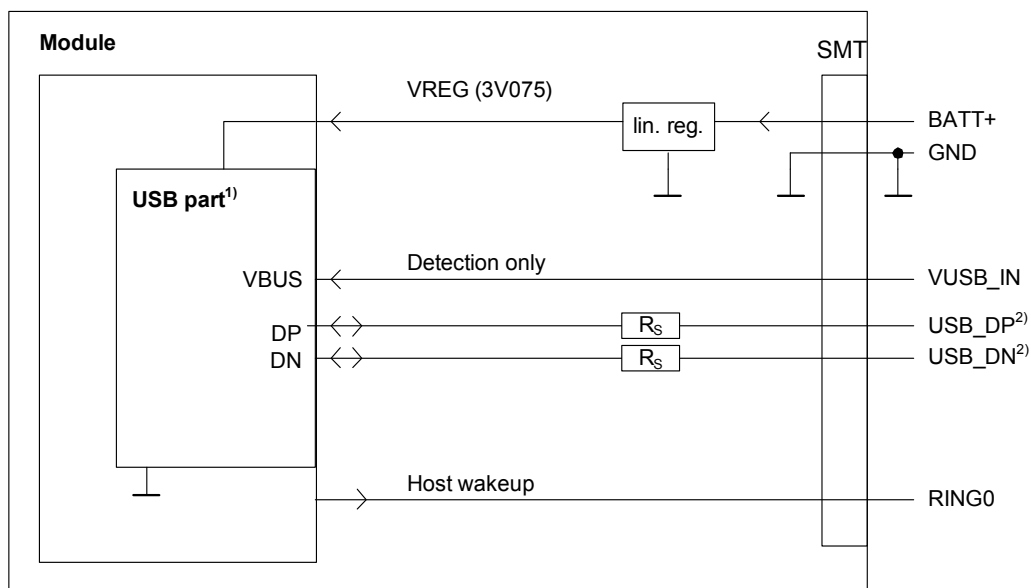 Module
SMT
VREG (3V075)
lin. reg.
BATT+
GND
USB part1)
Detection only
VBUS
VUSB_IN
RS
USB_DP2)
DP
RS
USB_DN2)
DN
Host wakeup
RING0